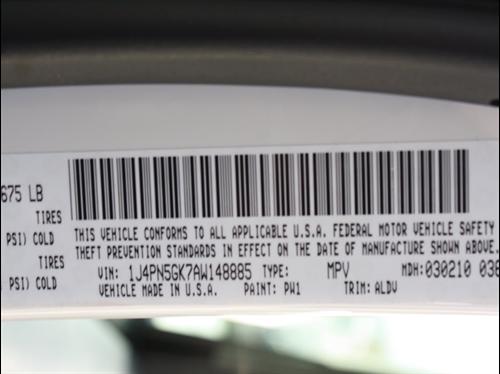 675 LB
TIRES
PSI) COLD
TIRES
PSI) COLD
THIS VEHICLE CONFORMS TO ALL APPLICABLE U.S.A. FEDERAL MOTOR VEHICLE SAFETY
THEFT PREVENTION STANDARDS IN EFFECT ON THE DATE OF MANUFACTURE SHOWN ABOVE.
VIN: 1J4PN5GK7AW148885 TYPE: MPV MDH:030210 038
VEHICLE MADE IN U.S.A. PAINT: PW1 TRIM: ALDV